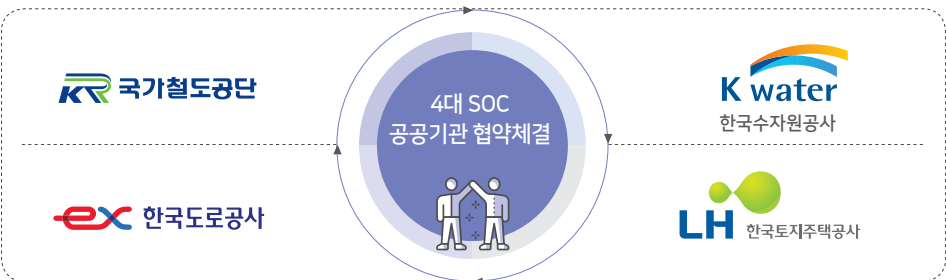 KR 국가철도공단
4대 SOC
공공기관 협약체결
K water
한국수자원공사
ex 한국도로공사
LH 한국토지주택공사